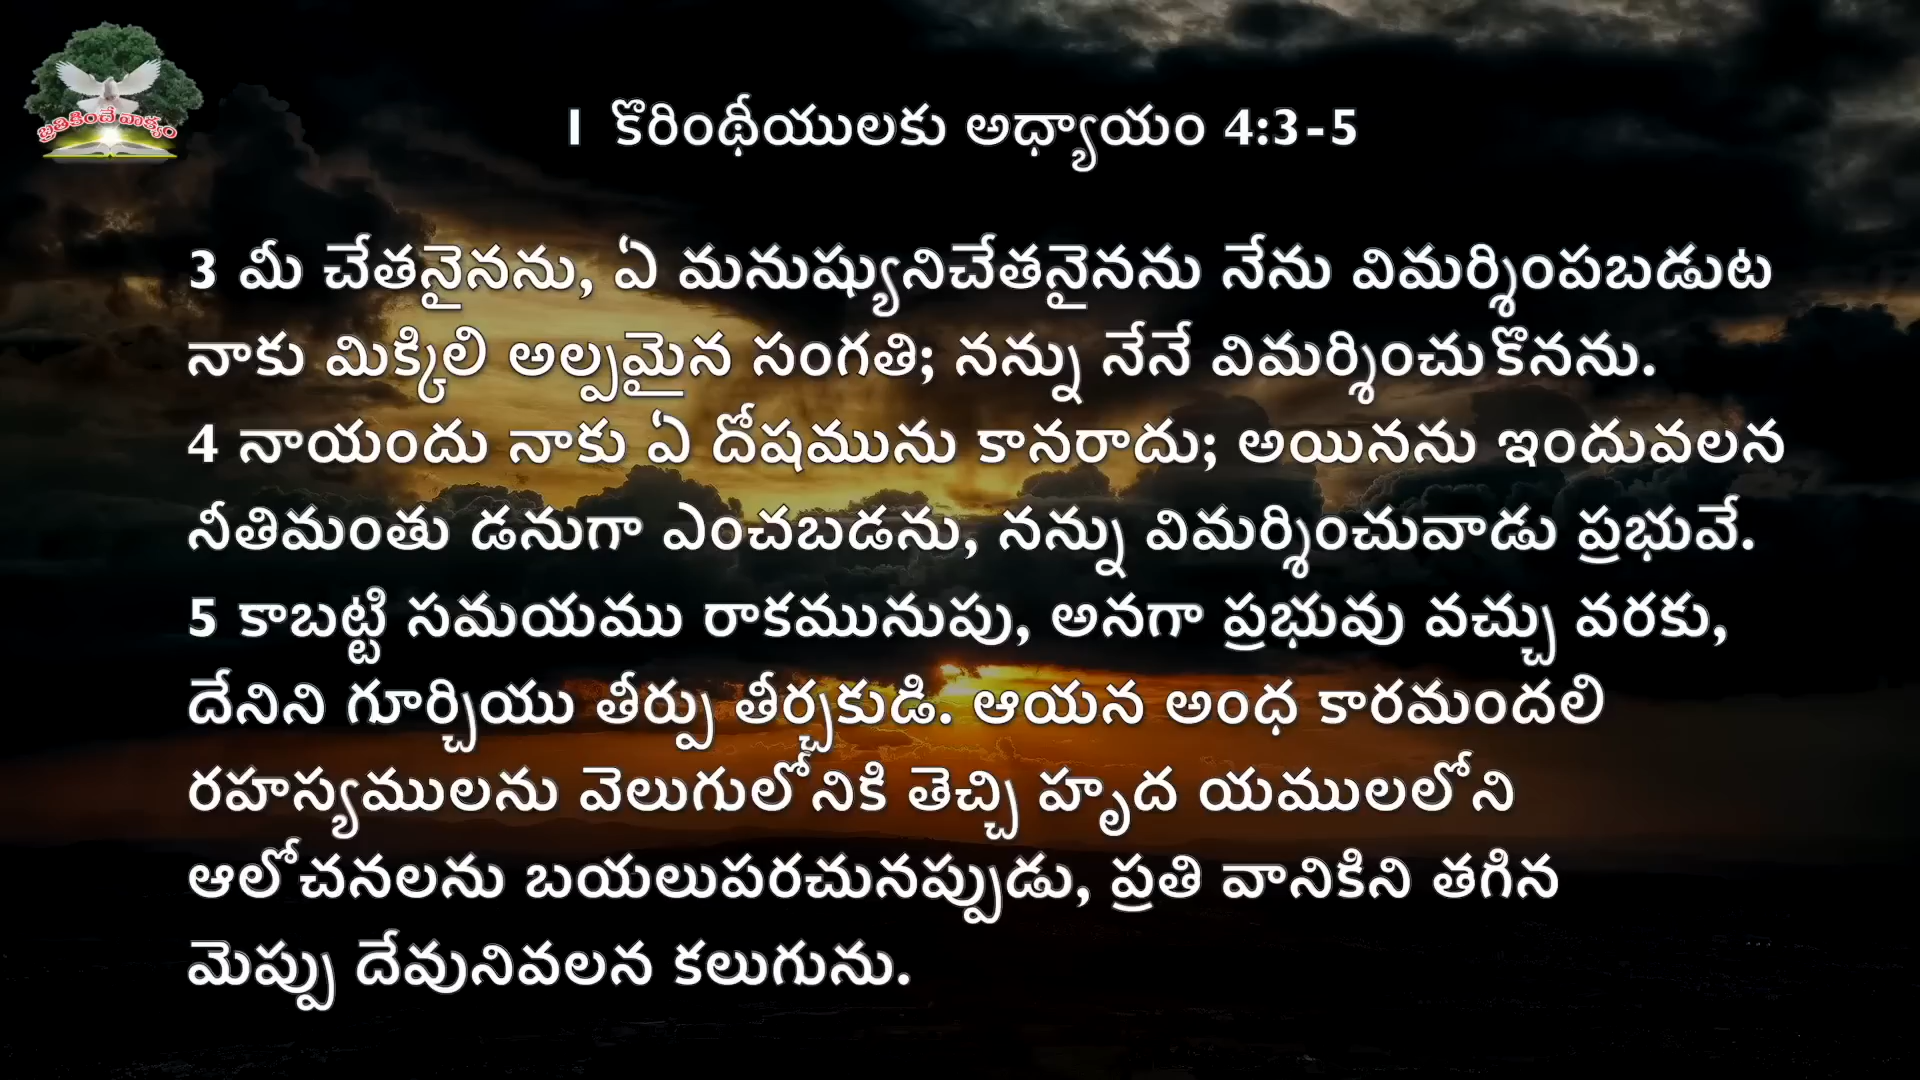 బ్రతికించే వాక్యం
I కొరింథీయులకు అధ్యాయం 4:3-5
3 మీ చేతనైనను, ఏ మనుష్యునిచేతనైనను నేను విమర్శింపబడుట
నాకు మిక్కిలి అల్పమైన సంగతి; నన్ను నేనే విమర్శించుకొనను.
4 నాయందు నాకు ఏ దోషమును కానరాదు; అయినను ఇందువలన
నీతిమంతు డనుగా ఎంచబడను, నన్ను విమర్శించువాడు ప్రభువే.
5 కాబట్టి సమయము రాకమునుపు, అనగా ప్రభువు వచ్చు వరకు,
దేనిని గూర్చియు తీర్పు తీర్చకుడి. ఆయన అంధ కారమందలి
రహస్యములను వెలుగులోనికి తెచ్చి హృద యములలోని
ఆలోచనలను బయలుపరచునప్పుడు, ప్రతి వానికిని తగిన
మెప్పు దేవునివలన కలుగును.